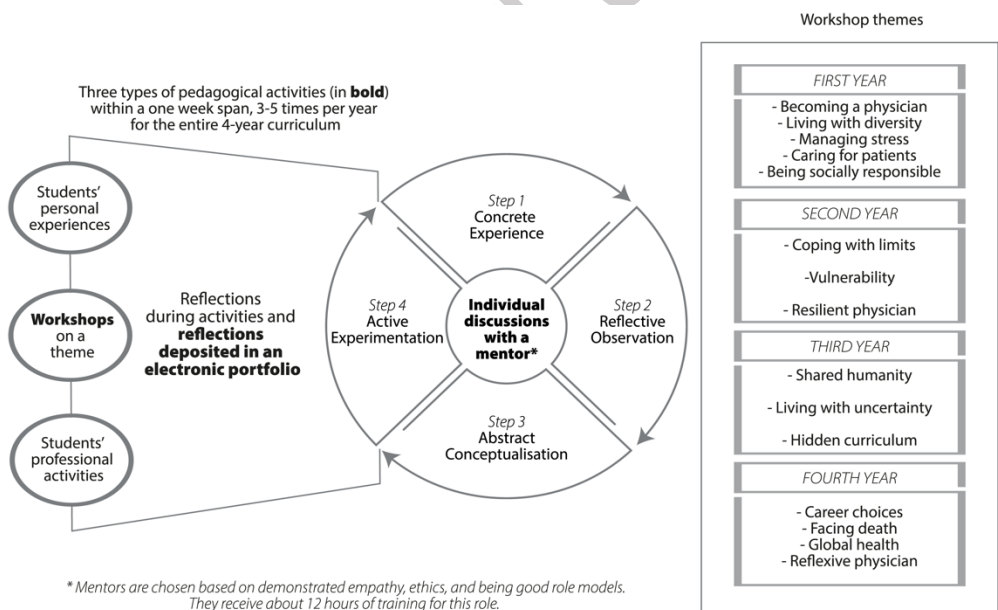 Three types of pedagogical activities (in bold)
within a one week span, 3-5 times per year
for the entire 4-year curriculum
Students'
personal
experiences
Workshops
on a
theme
Students'
professional
activities
Reflections
during activities and
reflections
deposited in an
electronic portfolio
Step 1
Concrete
Experience
Step 2
Reflective
Observation
Step 3
Abstract
Conceptualisation
Step 4
Active
Experimentation
Individual
discussions
with a
mentor*
* Mentors are chosen based on demonstrated empathy, ethics, and being good role models.
They receive about 12 hours of training for this role.
Workshop themes
FIRST YEAR
- Becoming a physician
- Living with diversity
- Managing stress
- Caring for patients
- Being socially responsible
SECOND YEAR
- Coping with limits
-Vulnerability
- Resilient physician
THIRD YEAR
- Shared humanity
- Living with uncertainty
- Hidden curriculum
FOURTH YEAR
- Career choices
- Facing death
- Global health
- Reflexive physician